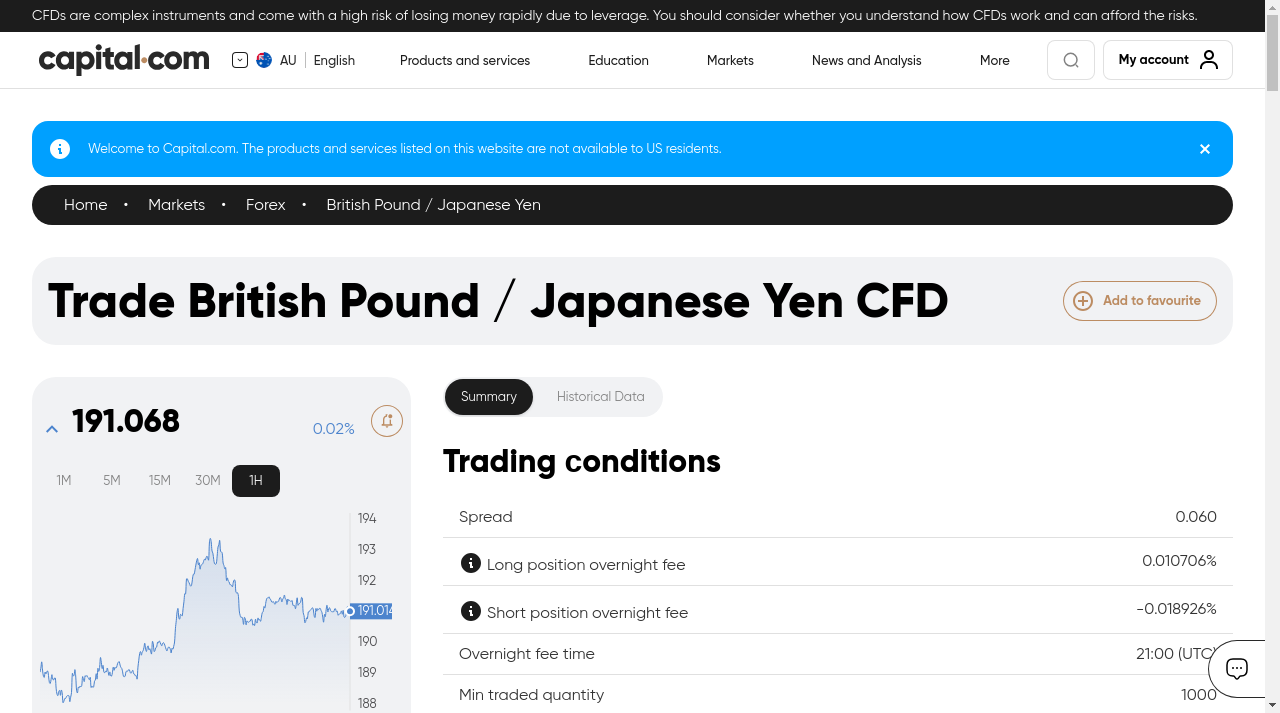 CFDs are complex instruments and come with a high risk of losing money rapidly due to leverage. You should consider whether you understand how CFDs work and can afford the risks.
capital.com AU English Products and services Education Markets News and Analysis More My account
Welcome to Capital.com. The products and services listed on this website are not available to US residents.
Home • Markets • Forex • British Pound / Japanese Yen
Trade British Pound / Japanese Yen CFD
Add to favourite
191.068
0.02%
1M 5M 15M 30M 1H
194
193
192
191.014
190
189
188
Summary Historical Data
Trading conditions
Spread 0.060
Long position overnight fee 0.010706%
Short position overnight fee -0.018926%
Overnight fee time 21:00 (UTC)
Min traded quantity 1000